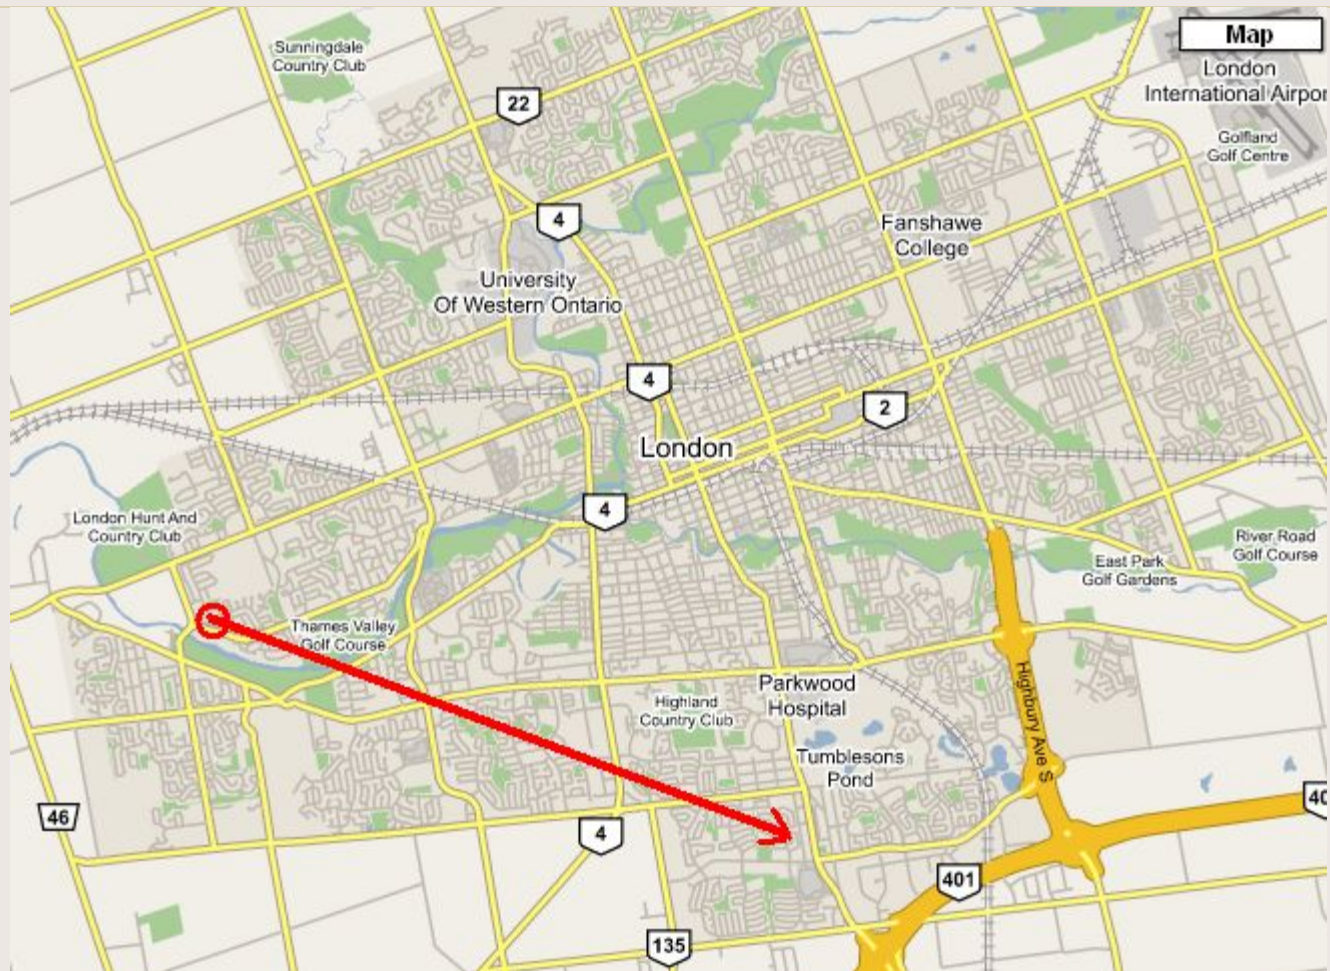 Map
Sunningdale
Country Club
London
International Airpor
22
Golfland
Golf Centre
4
Fanshawe
College
University
Of Western Ontario
4
2
London
4
London Hunt And
Country Club
River Road
Golf Course
East Park
Golf Gardens
Thames Valley
Golf Course
Parkwood
Hospital
Highland
Country Club
Highbury Ave S
Tumblesons
Pond
46
4
40
401
135